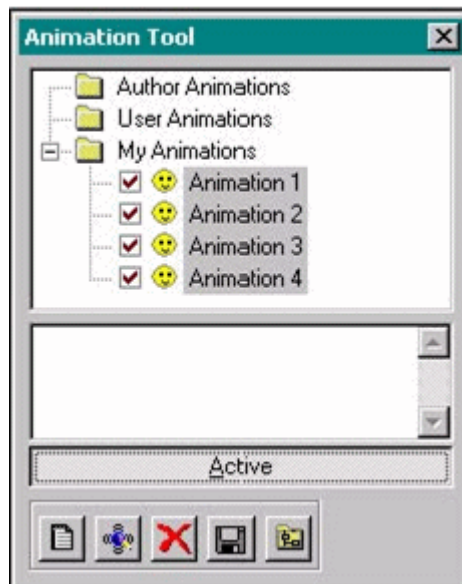 Animation Tool
Author Animations
User Animations
My Animations
Animation 1
Animation 2
Animation 3
Animation 4
Active